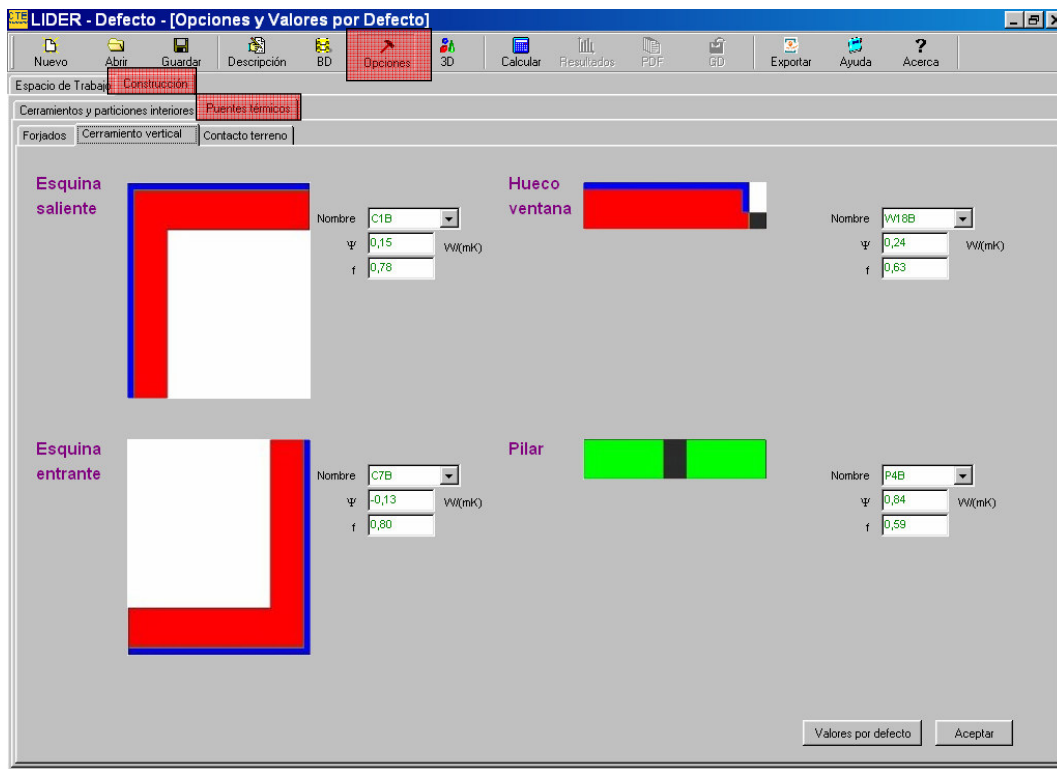 CTE LIDER - Defecto - [Opciones y Valores por Defecto]
Nuevo Abrir Guardar Descripción BD Opciones 3D Calcular Resultados PDF GD Exportar Ayuda Acerca
Espacio de Trabajo Construcción
Cerramientos y particiones interiores Puentes térmicos
Forjados Cerramiento vertical Contacto terreno
Esquina
saliente
Nombre C1B
Ψ 0,15 W/(mK)
f 0,78
Hueco
ventana
Nombre W18B
Ψ 0,24 W/(mK)
f 0,63
Esquina
entrante
Nombre C7B
Ψ -0,13 W/(mK)
f 0,80
Pilar
Nombre P4B
Ψ 0,84 W/(mK)
f 0,59
Valores por defecto Aceptar